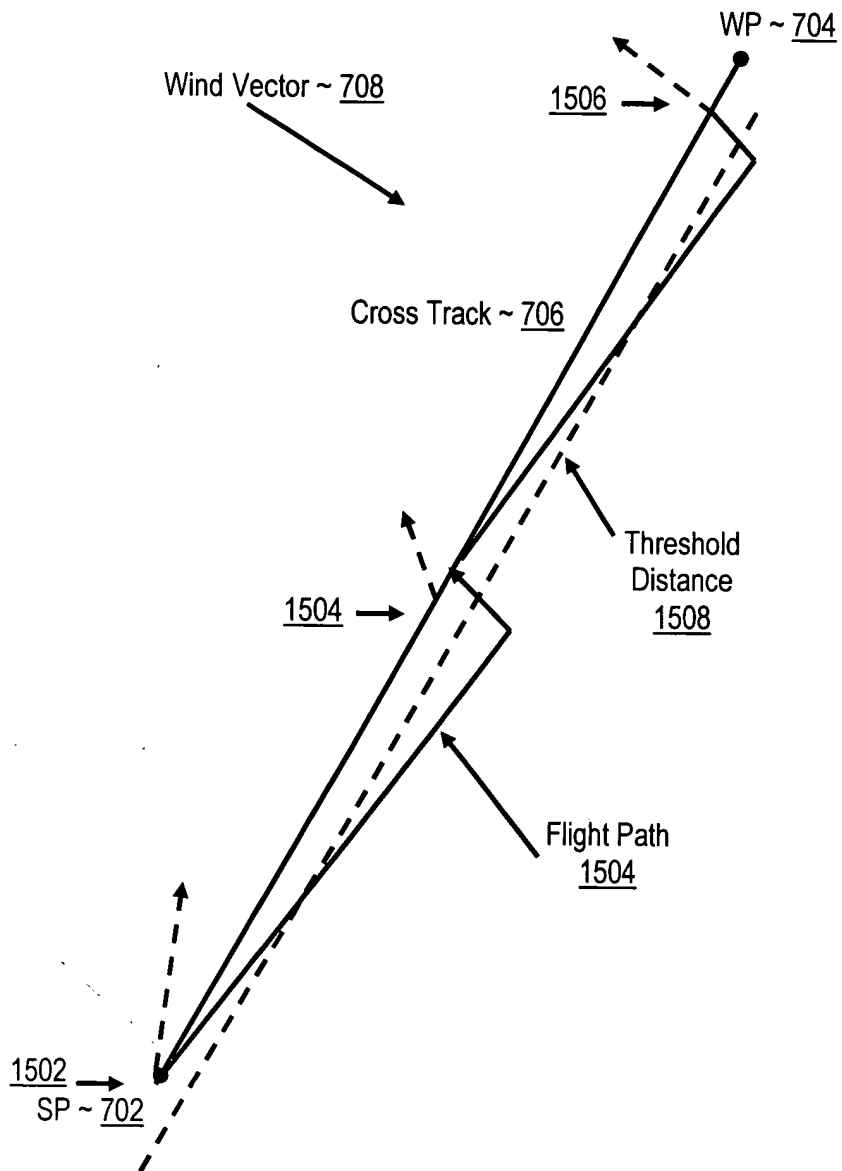 WP ~ 704
Wind Vector ~ 708
1506
Cross Track ~ 706
Threshold
Distance
1508
1504
Flight Path
1504
1502
SP ~ 702